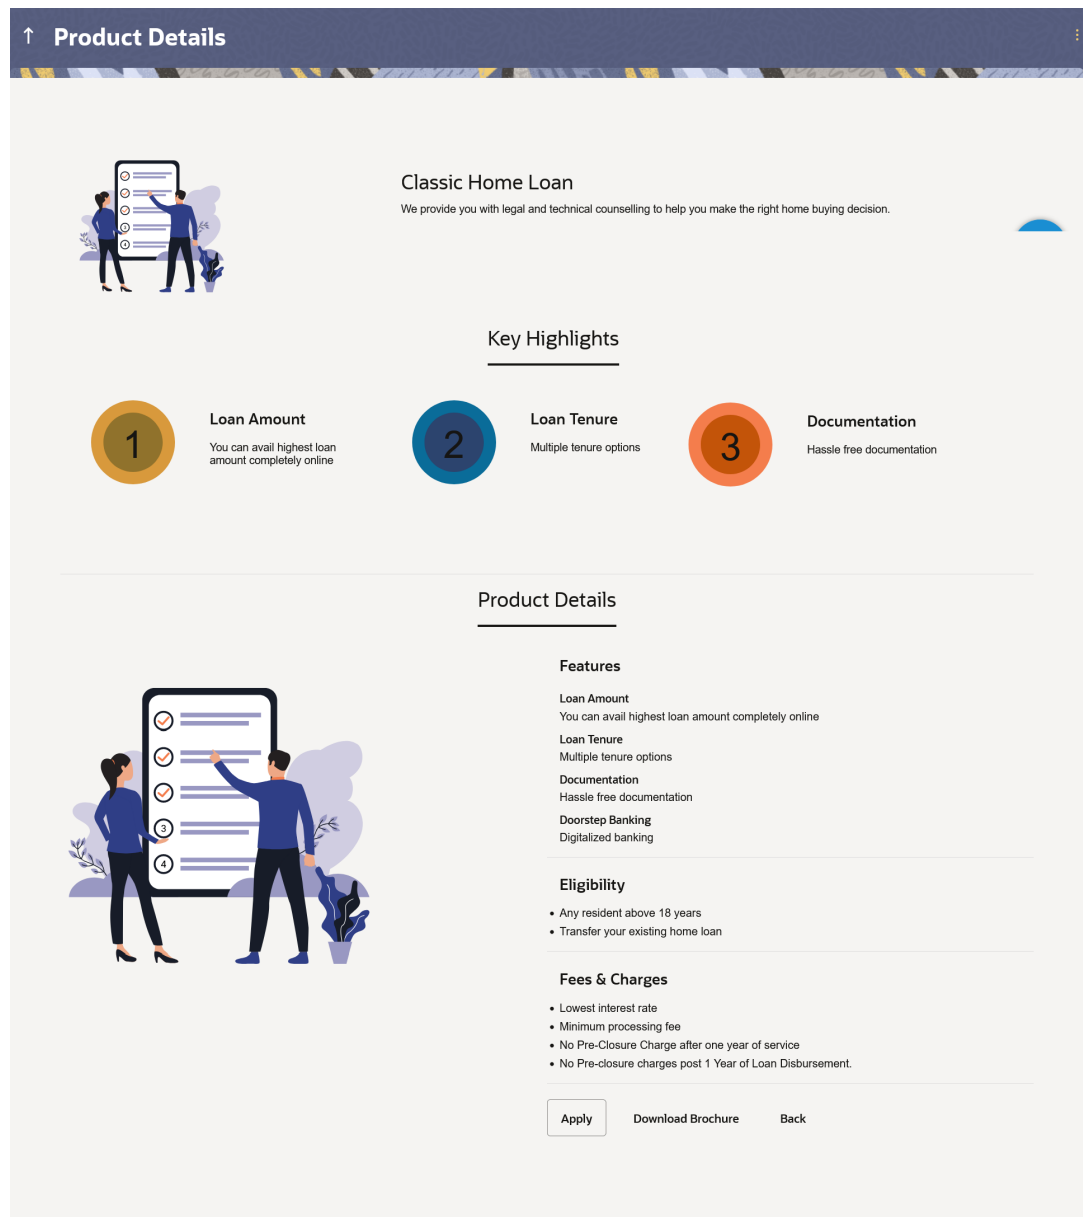 ↑ Product Details
Classic Home Loan
We provide you with legal and technical counselling to help you make the right home buying decision.
3
4
Key Highlights
1
Loan Amount
You can avail highest loan
amount completely online
2
Loan Tenure
Multiple tenure options
3
Documentation
Hassle free documentation
Product Details
3
4
Features
Loan Amount
You can avail highest loan amount completely online
Loan Tenure
Multiple tenure options
Documentation
Hassle free documentation
Doorstep Banking
Digitalized banking
Eligibility
• Any resident above 18 years
• Transfer your existing home loan
Fees & Charges
• Lowest interest rate
• Minimum processing fee
• No Pre-Closure Charge after one year of service
• No Pre-closure charges post 1 Year of Loan Disbursement.
Apply Download Brochure Back